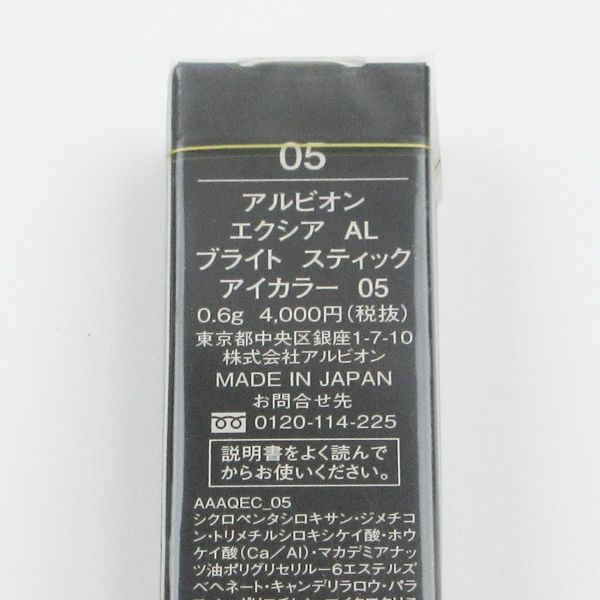 05
アルビオン
エクシア AL
ブライト スティック
アイカラー 05
0.6g 4,000円(税抜)
東京都中央区銀座1-7-10
株式会社アルビオン
MADE IN JAPAN
お問合せ先
0120-114-225
説明書をよく読んで
からお使いください。
AAAQEC_05
シクロペンタシロキサン・ジメチコ
ン・トリメチルシロキシケイ酸・ホウ
ケイ酸(Ca/Al)・マカデミアナッ
ツ油ポリグリセリル-6エステルズ
ベヘネート・キャンデリラロウ・パラ